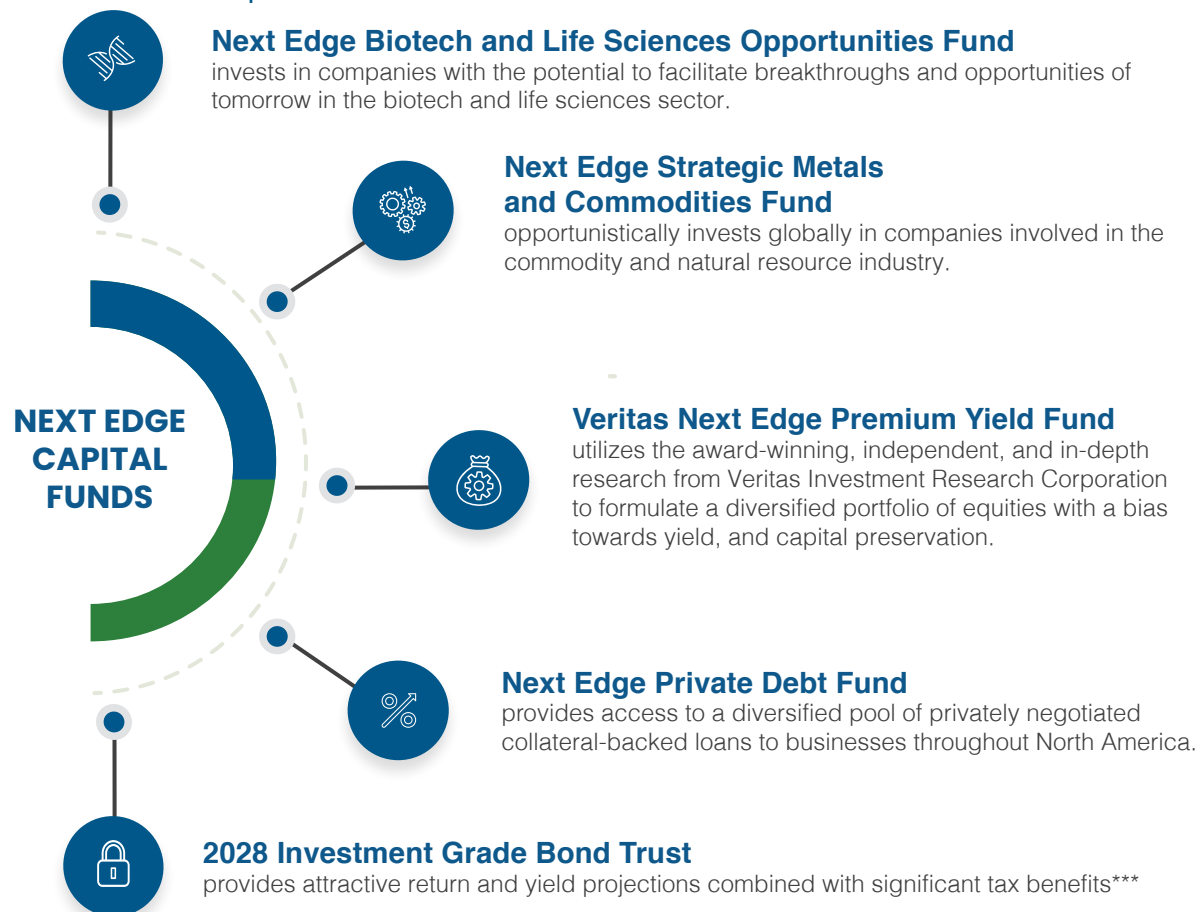 Next Edge Biotech and Life Sciences Opportunities Fund
invests in companies with the potential to facilitate breakthroughs and opportunities of
tomorrow in the biotech and life sciences sector.
Next Edge Strategic Metals
and Commodities Fund
opportunistically invests globally in companies involved in the
commodity and natural resource industry.
NEXT EDGE
CAPITAL
FUNDS
Veritas Next Edge Premium Yield Fund
utilizes the award-winning, independent, and in-depth
research from Veritas Investment Research Corporation
to formulate a diversified portfolio of equities with a bias
towards yield, and capital preservation.
Next Edge Private Debt Fund
provides access to a diversified pool of privately negotiated
collateral-backed loans to businesses throughout North America.
2028 Investment Grade Bond Trust
provides attractive return and yield projections combined with significant tax benefits***